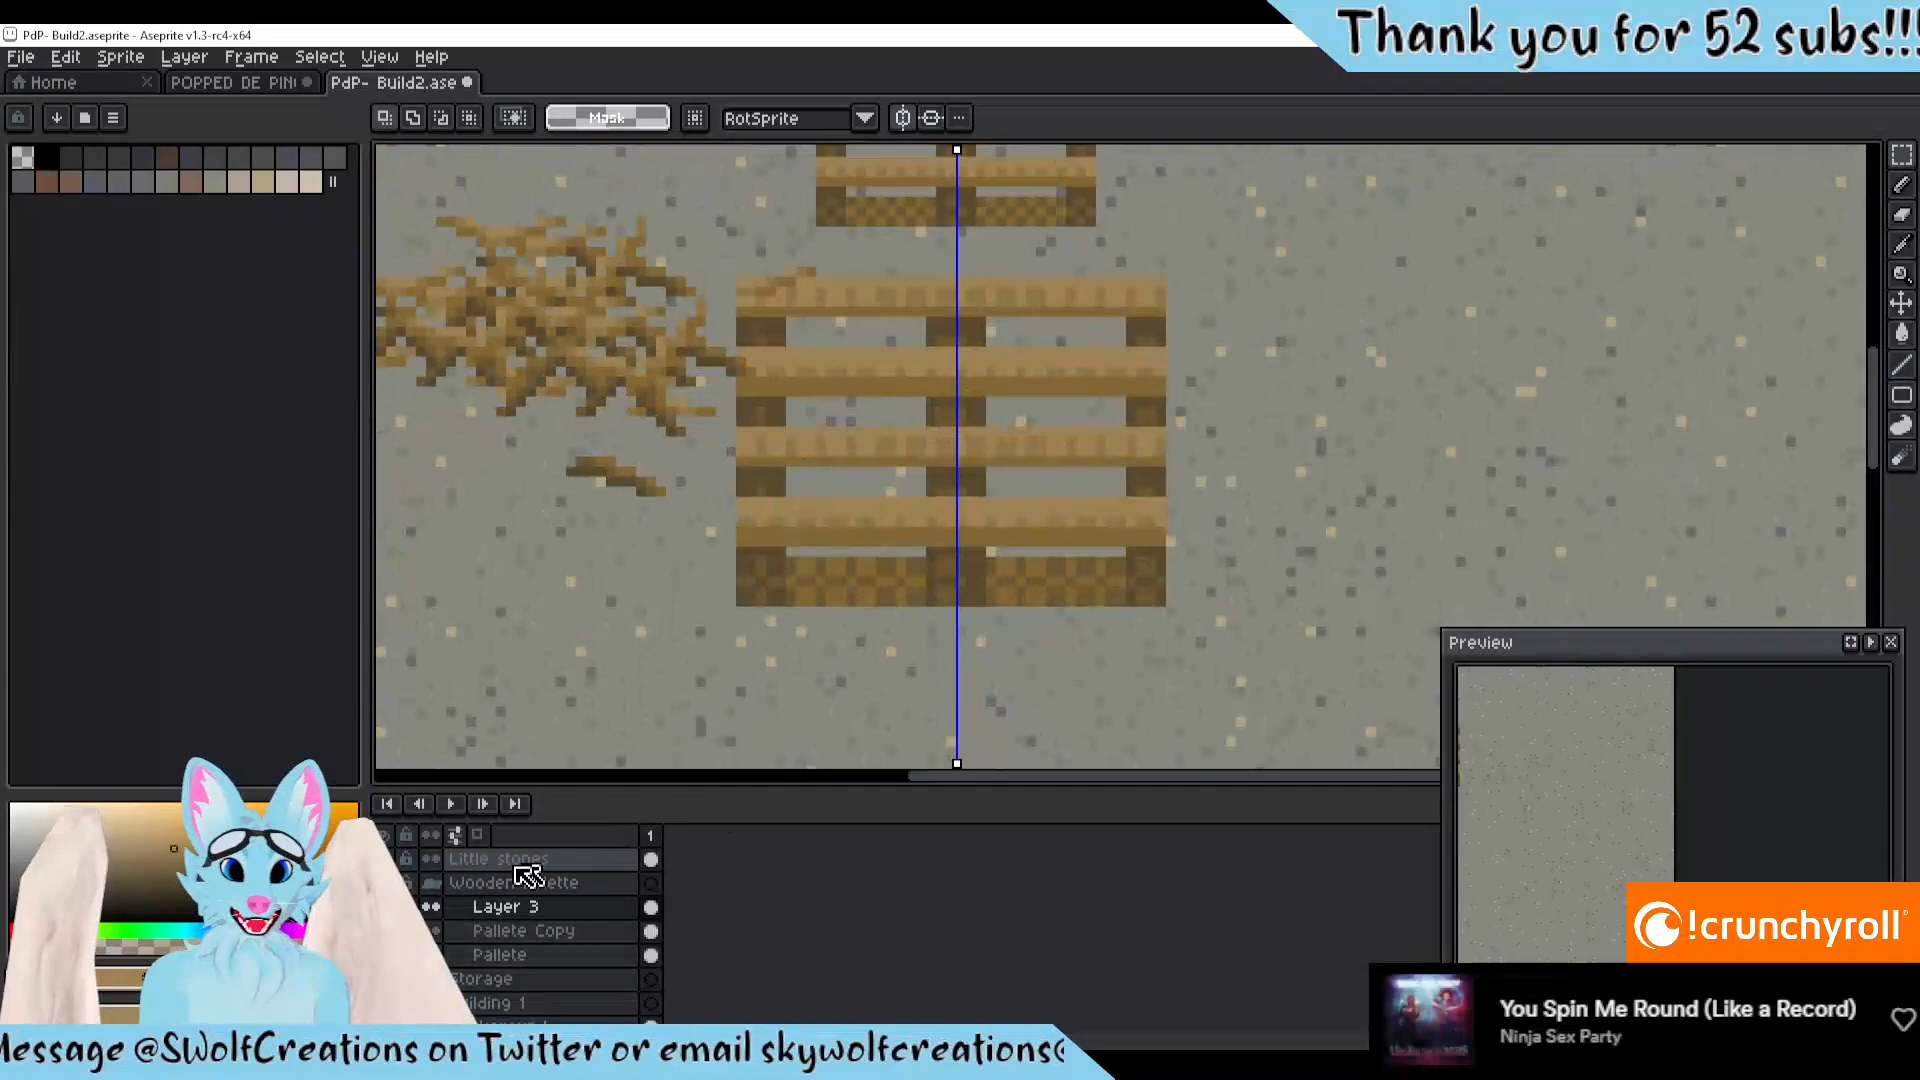 PdP- Build2.aseprite - Aseprite v1.3-rc4-x64
Thank you for 52 subs!!!
File Edit Sprite Layer Select View Help
Frame
Home
POPPED DE PIN
PdP- Build2.ase
Mask
RotSprite
Preview
1
Little stones
Wooden
Layer 3
Pallete Copy
Pallete
Storage
ilding 1
!crunchyroll
You Spin Me Round (Like a Record)
Ninja Sex Party
Message @SWolfCreations on Twitter or email skywolfcreations@